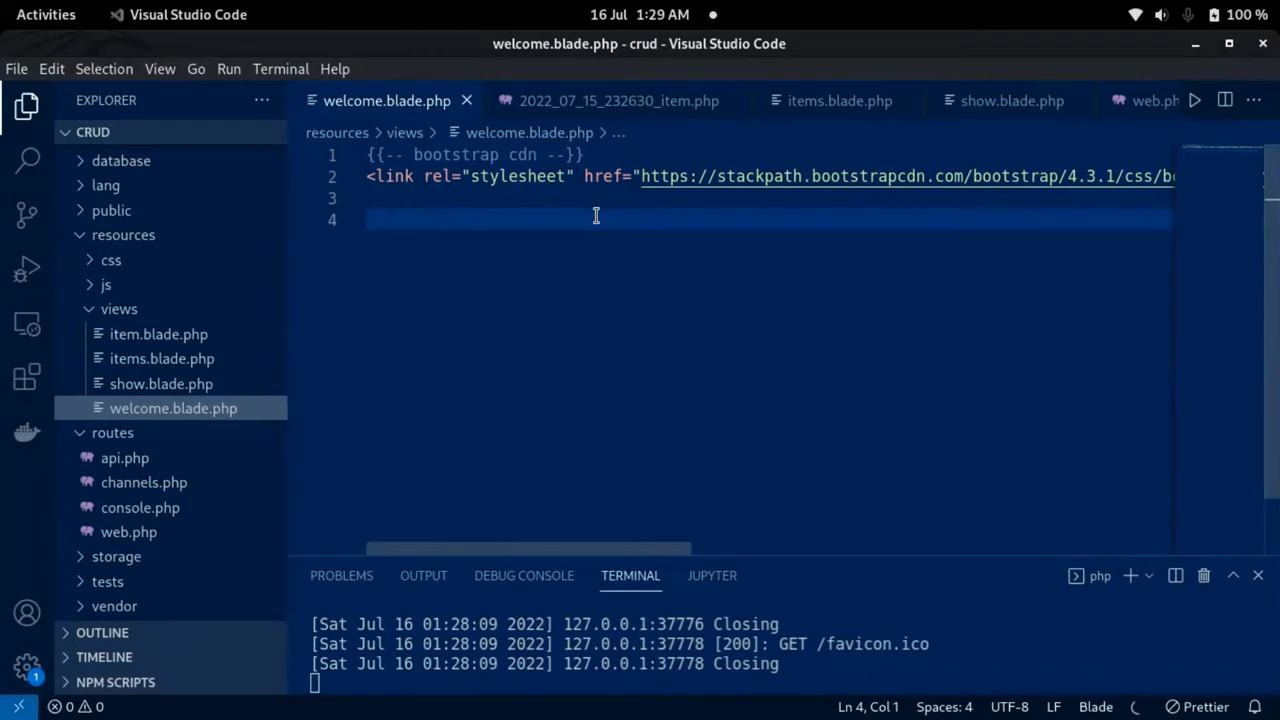 Activities
Visual Studio Code
16 Jul 1:29 AM
100 %
welcome.blade.php - crud - Visual Studio Code
File Edit Selection View Go Run Terminal Help
EXPLORER
welcome.blade.php
2022_07_15_232630_item.php
items.blade.php
show.blade.php
web.ph
CRUD
resources > views > welcome.blade.php > ...
database
lang
public
resources
css
js
views
item.blade.php
items.blade.php
show.blade.php
welcome.blade.php
routes
api.php
channels.php
console.php
web.php
storage
tests
vendor
OUTLINE
TIMELINE
NPM SCRIPTS
1 {{-- bootstrap cdn --}}
2 <link rel="stylesheet" href="https://stackpath.bootstrapcdn.com/bootstrap/4.3.1/css/b
3
4
PROBLEMS OUTPUT DEBUG CONSOLE TERMINAL JUPYTER
php
[Sat Jul 16 01:28:09 2022] 127.0.0.1:37776 Closing
[Sat Jul 16 01:28:09 2022] 127.0.0.1:37778 [200]: GET /favicon.ico
[Sat Jul 16 01:28:09 2022] 127.0.0.1:37778 Closing
1
0 0
Ln 4, Col 1
Spaces: 4
UTF-8
LF
Blade
Prettier